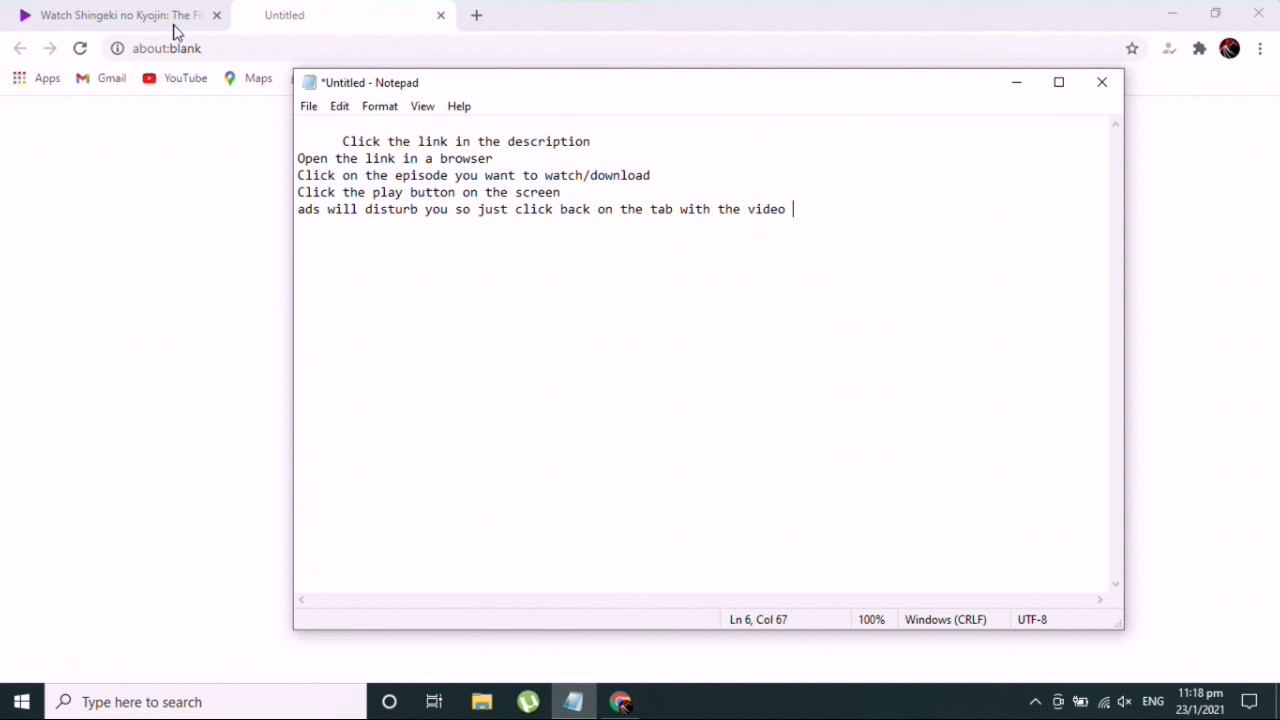 Watch Shingeki no Kyojin: The Fi
Untitled
about:blank
Apps
Gmail
YouTube
Maps
*Untitled - Notepad
File Edit Format View Help
Click the link in the description
Open the link in a browser
Click on the episode you want to watch/download
Click the play button on the screen
ads will disturb you so just click back on the tab with the video
Ln 6, Col 67
100%
Windows (CRLF)
UTF-8
Type here to search
ENG
11:18 pm
23/1/2021